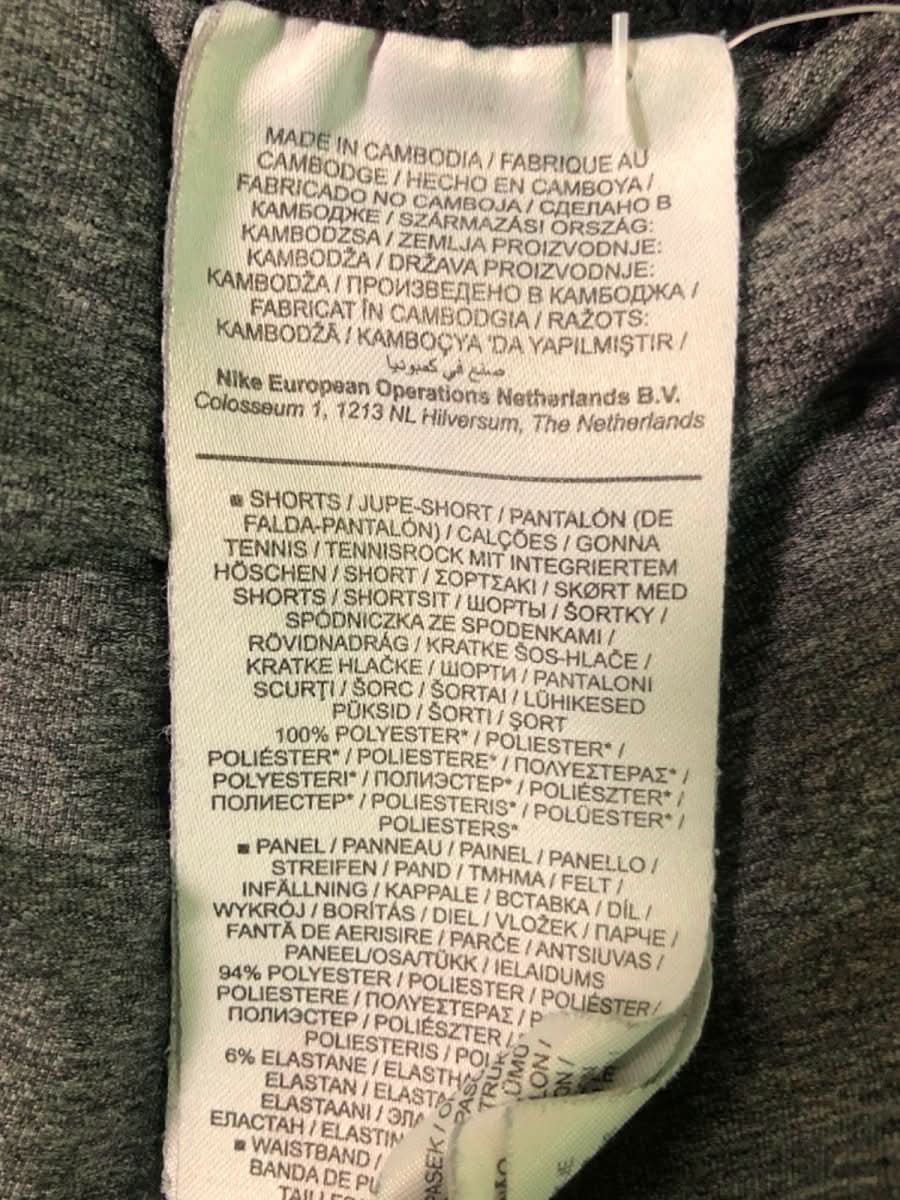 MADE IN CAMBODIA / FABRIQUE AU
CAMBODGE / HECHO EN CAMBOYA /
FABRICADO NO CAMBOJA / СДЕЛАНО В
КАМБОДЖЕ / SZÁRMAZÁSI ORSZÁG:
KAMBODZSA / ZEMLJA PROIZVODNJE:
KAMBODŽA / DRŽAVA PROIZVODNJE:
KAMBODŽA / ПРОИЗВЕДЕНО В КАМБОДЖА /
FABRICAT ÎN CAMBODGIA / RAŽOTS:
KAMBODŽĀ / KAMBOÇYA 'DA YAPILMIŞTIR /
صنع في كمبوديا
Nike European Operations Netherlands B.V.
Colosseum 1, 1213 NL Hilversum, The Netherlands
■ SHORTS / JUPE-SHORT / PANTALÓN (DE
FALDA-PANTALÓN) / CALÇÕES / GONNA
TENNIS / TENNISROCK MIT INTEGRIERTEM
HÖSCHEN / SHORT / ΣΟΡΤΣΑΚΙ / SKØRT MED
SHORTS / SHORTSIT / ШОРТЫ / ŠORTKY /
SPÓDNICZKA ZE SPODENKAMI /
RÖVIDNADRÁG / KRATKE ŠOS-HLAČE /
KRATKE HLAČKE / ШОРТИ / PANTALONI
SCURŢI / ŠORC / ŠORTAI / LÜHIKESED
PÜKSID / ŠORTI / ŞORT
100% POLYESTER* / POLIESTER* /
POLIÉSTER* / POLIESTERE* / ΠΟΛΥΕΣΤΕΡΑΣ* /
POLYESTERI* / ПОЛИЭСТЕР* / POLIÉSZTER* /
ПОЛИЕСТЕР* / POLIESTERIS* / POLÜESTER* /
POLIESTERS*
■ PANEL / PANNEAU / PAINEL / PANELLO /
STREIFEN / PAND / ΤΜΗΜΑ / FELT /
INFÄLLNING / KAPPALE / ВСТАВКА / DÍL /
WYKRÓJ / BORÍTÁS / DIEL / VLOŽEK / ПАРЧЕ /
FANTĂ DE AERISIRE / PARČE / ANTSIUVAS /
PANEEL/OSA/TÜKK / IELAIDUMS
94% POLYESTER / POLIESTER / POLIÉSTER /
POLIESTERE / ΠΟΛΥΕΣΤΕΡΑΣ /
ПОЛИЭСТЕР / POLIÉSZTER /
POLIESTERIS /
6% ELASTANE /
ELASTAN /
ELASTAANI /
ЕЛАСТАН /
■ WAISTBAND /
BANDA DE